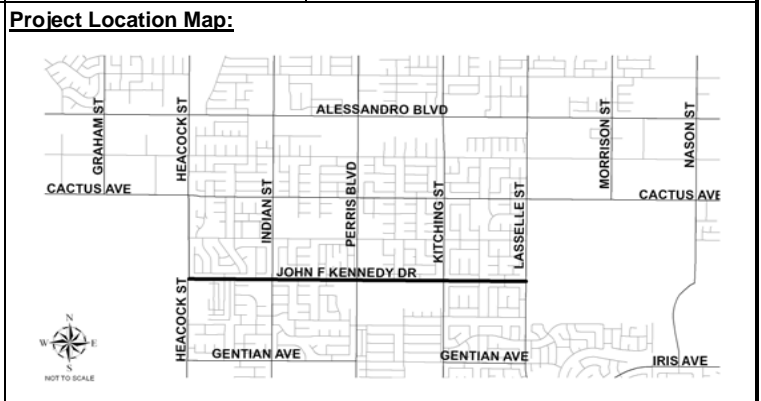 Project Location Map:
ALESSANDRO BLVD
GRAHAM ST
HEACOCK ST
MORRISON ST
NASON ST
CACTUS AVE
CACTUS AVE
INDIAN ST
PERRIS BLVD
KITCHING ST
LASSELLE ST
JOHN F KENNEDY DR
HEACOCK ST
GENTIAN AVE
GENTIAN AVE
IRIS AVE
N
W
E
S
NOT TO SCALE